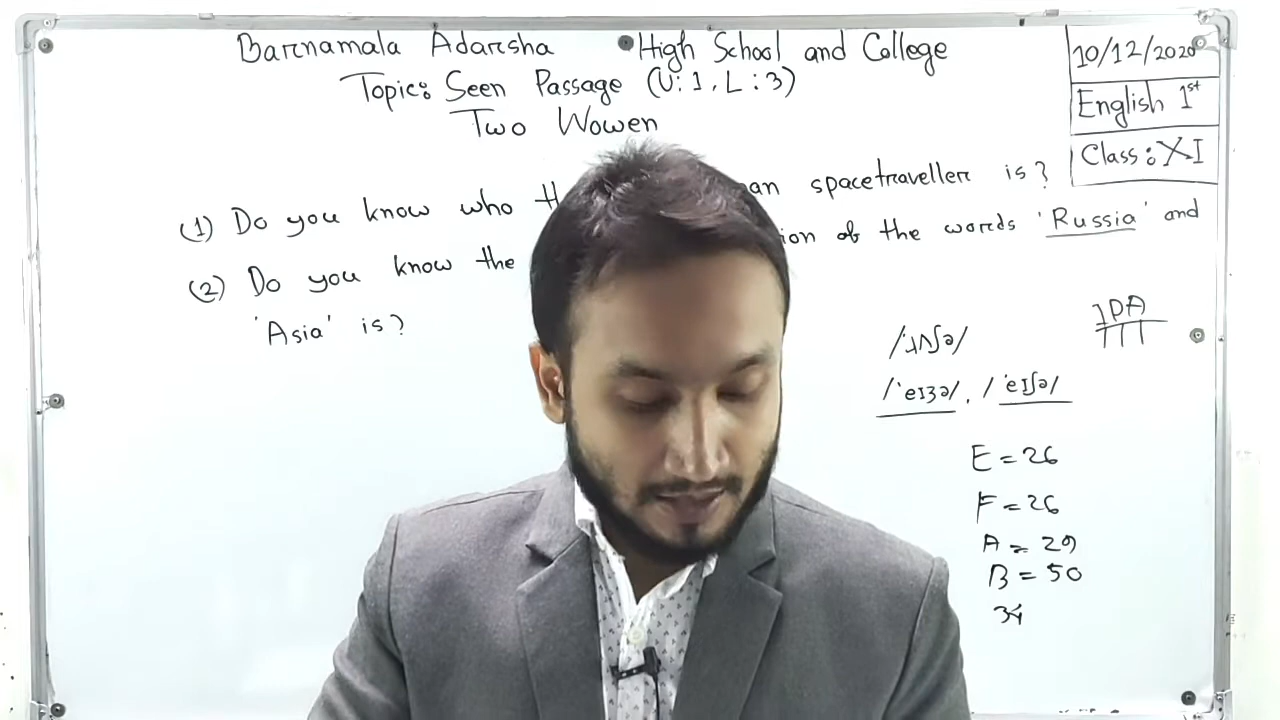 Barnamala Adarsha High School and College
Topic: Seen Passage (U:1, L:3)
Two Wowen
10/12/2020
English 1st
Class: XI
(1) Do you know who an spacetraveller is?
(2) Do you know the ion of the words 'Russia' and
'Asia' is?
IPA
/ˈɹʌʃə/
/ˈeɪʒə/, /ˈeɪʃə/
E = 26
F = 26
A = 29
B = 50